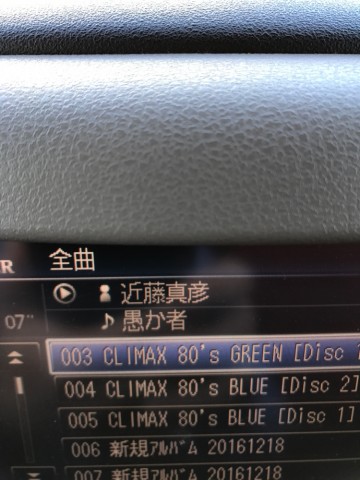 R 全曲
近藤真彦
07" ♪愚か者
003 CLIMAX 80's GREEN [Disc 1
004 CLIMAX 80's BLUE [Disc 2]
005 CLIMAX 80's BLUE [Disc 1]
006 新規ｱﾙﾊﾞﾑ 20161218
007 新規ｱﾙﾊﾞﾑ 20161218